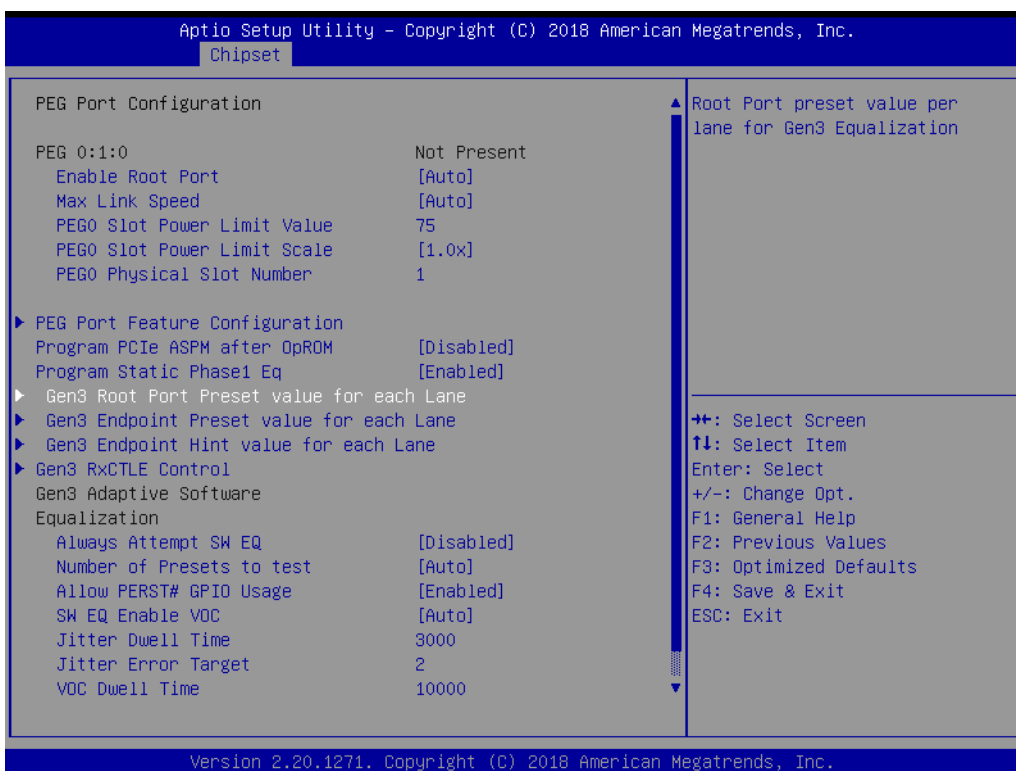 Aptio Setup Utility – Copyright (C) 2018 American Megatrends, Inc.
Chipset
PEG Port Configuration
PEG 0:1:0 Not Present
Enable Root Port [Auto]
Max Link Speed [Auto]
PEG0 Slot Power Limit Value 75
PEG0 Slot Power Limit Scale [1.0x]
PEG0 Physical Slot Number 1
PEG Port Feature Configuration
Program PCIe ASPM after OpROM [Disabled]
Program Static Phase1 Eq [Enabled]
Gen3 Root Port Preset value for each Lane
Gen3 Endpoint Preset value for each Lane
Gen3 Endpoint Hint value for each Lane
Gen3 RxCTLE Control
Gen3 Adaptive Software
Equalization
Always Attempt SW EQ [Disabled]
Number of Presets to test [Auto]
Allow PERST# GPIO Usage [Enabled]
SW EQ Enable VOC [Auto]
Jitter Dwell Time 3000
Jitter Error Target 2
VOC Dwell Time 10000
Root Port preset value per
lane for Gen3 Equalization
→←: Select Screen
↑↓: Select Item
Enter: Select
+/-: Change Opt.
F1: General Help
F2: Previous Values
F3: Optimized Defaults
F4: Save & Exit
ESC: Exit
Version 2.20.1271. Copyright (C) 2018 American Megatrends, Inc.